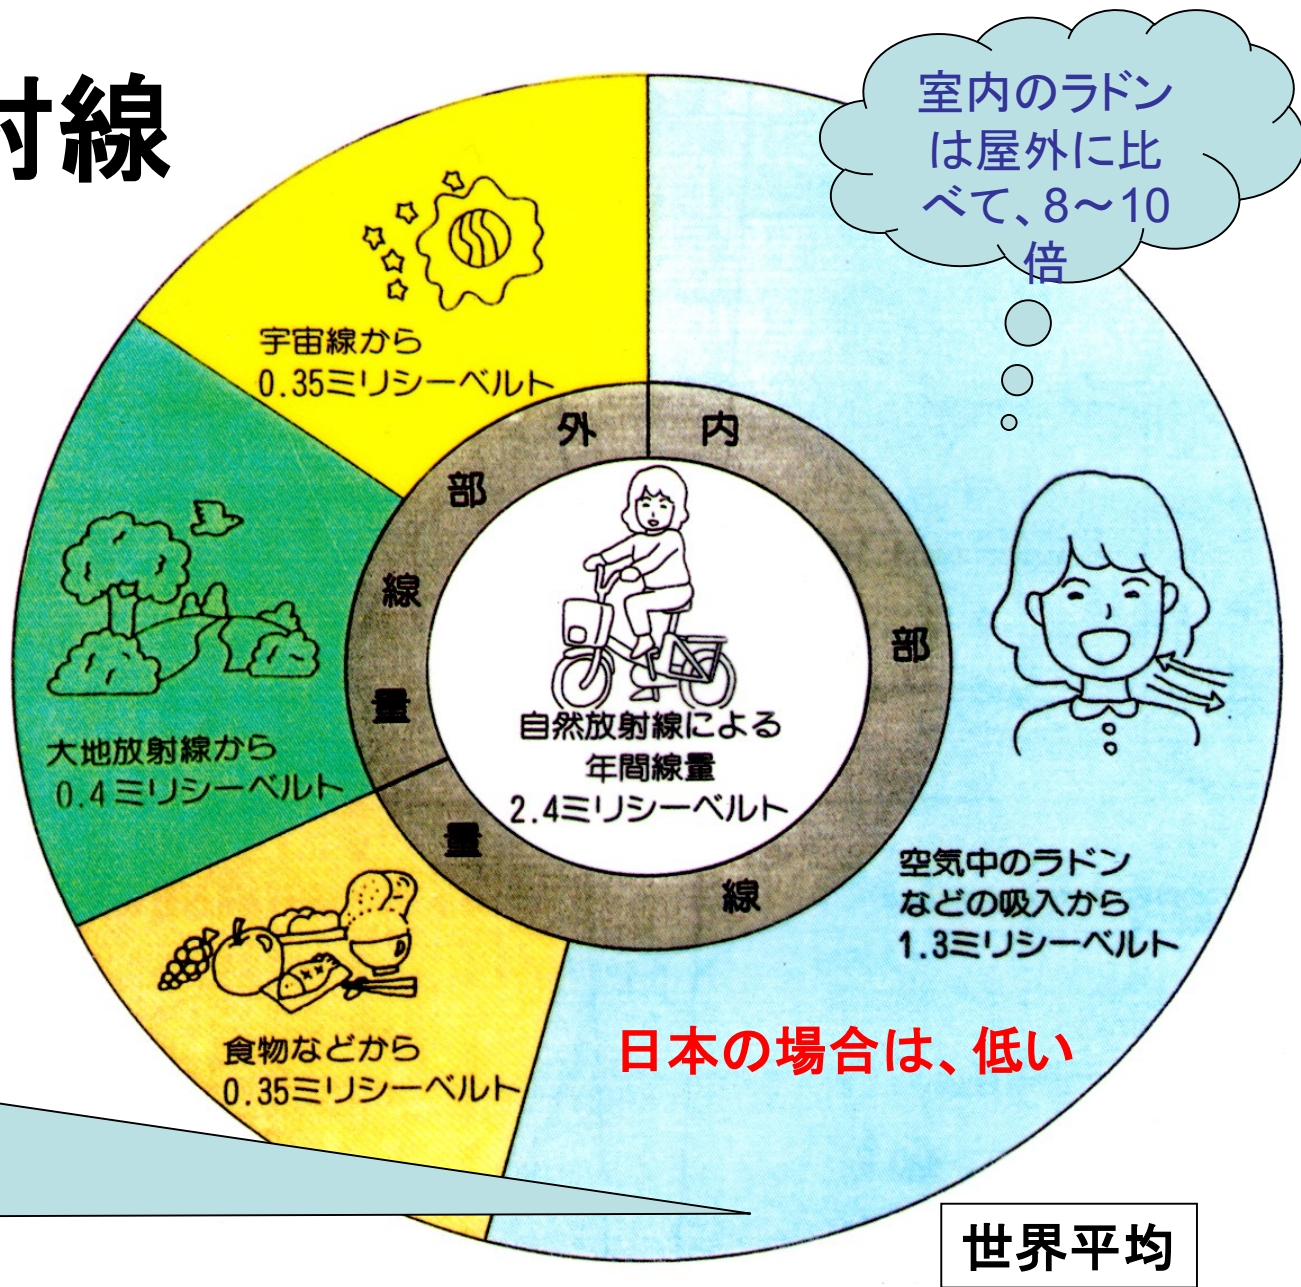 射線
室内のラドン
は屋外に比
べて、8～10
倍
宇宙線から
0.35ミリシーベルト
外部線量
内部線量
大地放射線から
0.4ミリシーベルト
自然放射線による
年間線量
2.4ミリシーベルト
空気中のラドン
などの吸入から
1.3ミリシーベルト
食物などから
0.35ミリシーベルト
日本の場合は、低い
世界平均